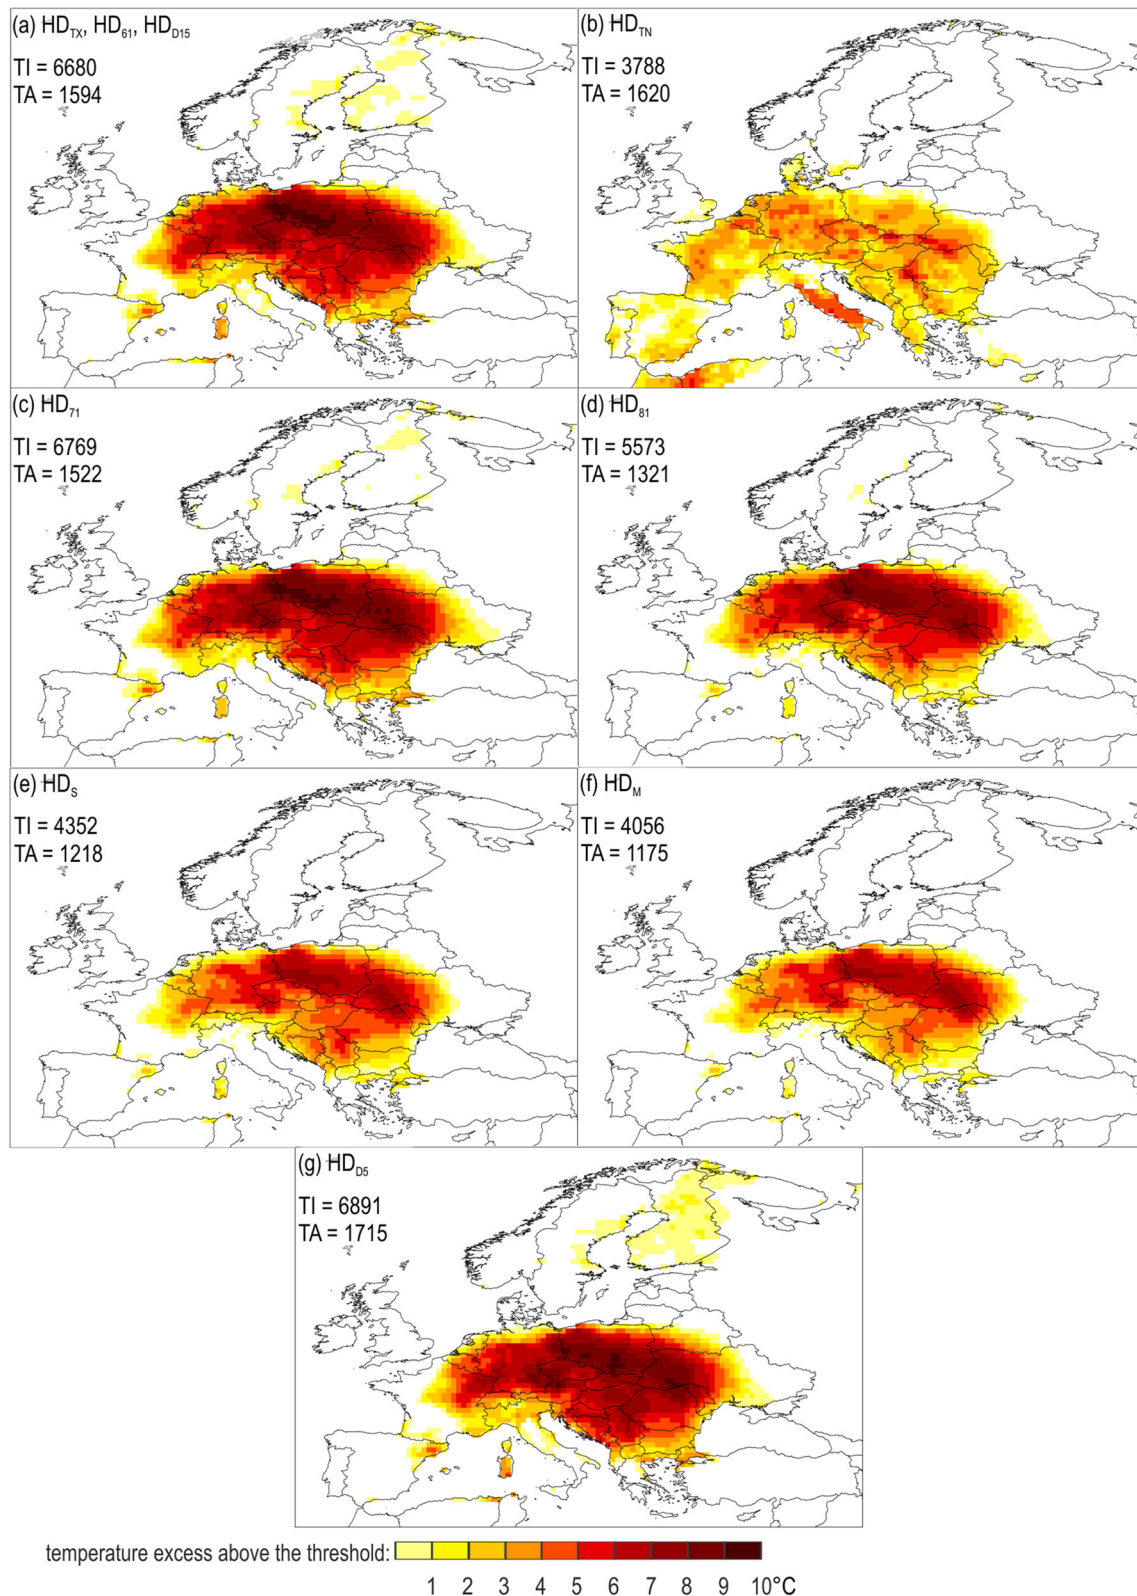 (a) HD_TX, HD_61, HD_D15
TI = 6680
TA = 1594
(b) HD_TN
TI = 3788
TA = 1620
(c) HD_71
TI = 6769
TA = 1522
(d) HD_81
TI = 5573
TA = 1321
(e) HD_S
TI = 4352
TA = 1218
(f) HD_M
TI = 4056
TA = 1175
(g) HD_D5
TI = 6891
TA = 1715
temperature excess above the threshold:
1 2 3 4 5 6 7 8 9 10°C